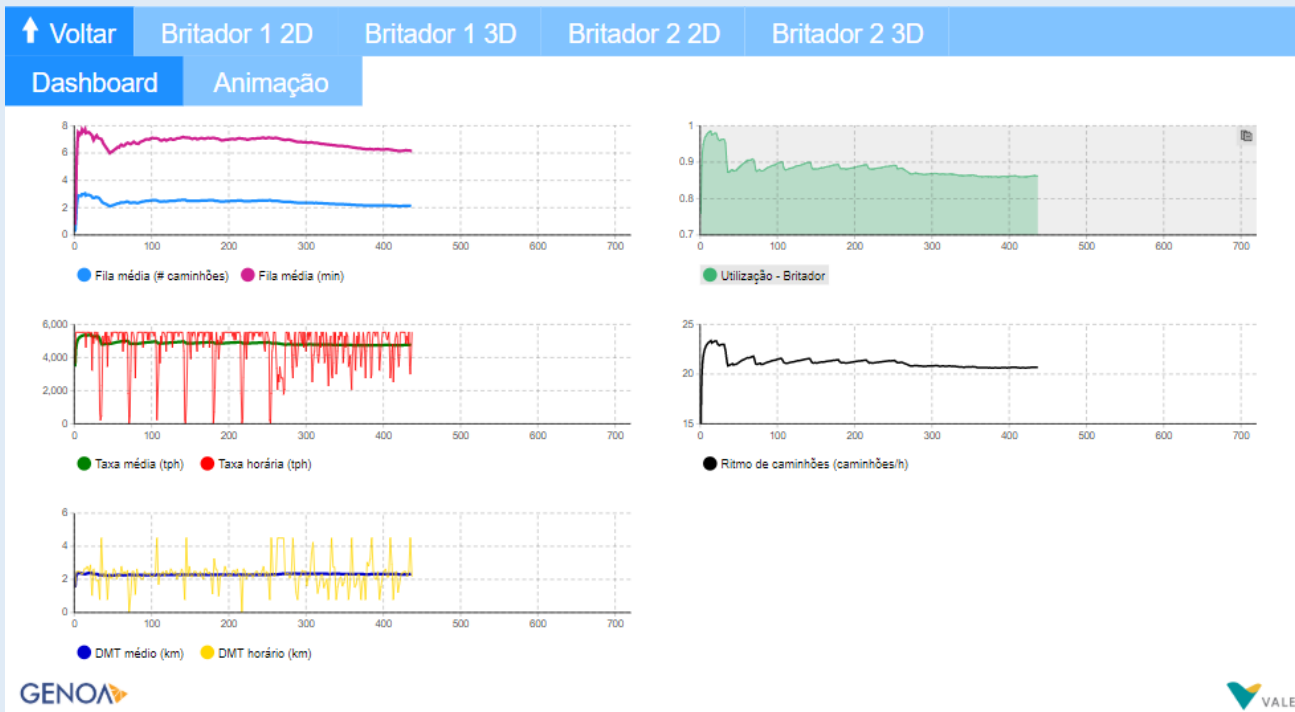 Voltar Britador 1 2D Britador 1 3D Britador 2 2D Britador 2 3D
Dashboard Animação
8
6
4
2
0
0 100 200 300 400 500 600 700
Fila média (# caminhões) Fila média (min)
1
0.9
0.8
0.7
0 100 200 300 400 500 600 700
Utilização - Britador
6,000
4,000
2,000
0
0 100 200 300 400 500 600 700
Taxa média (tph) Taxa horária (tph)
25
20
15
0 100 200 300 400 500 600 700
Ritmo de caminhões (caminhões/h)
6
4
2
0
0 100 200 300 400 500 600 700
DMT médio (km) DMT horário (km)
GENOA VALE